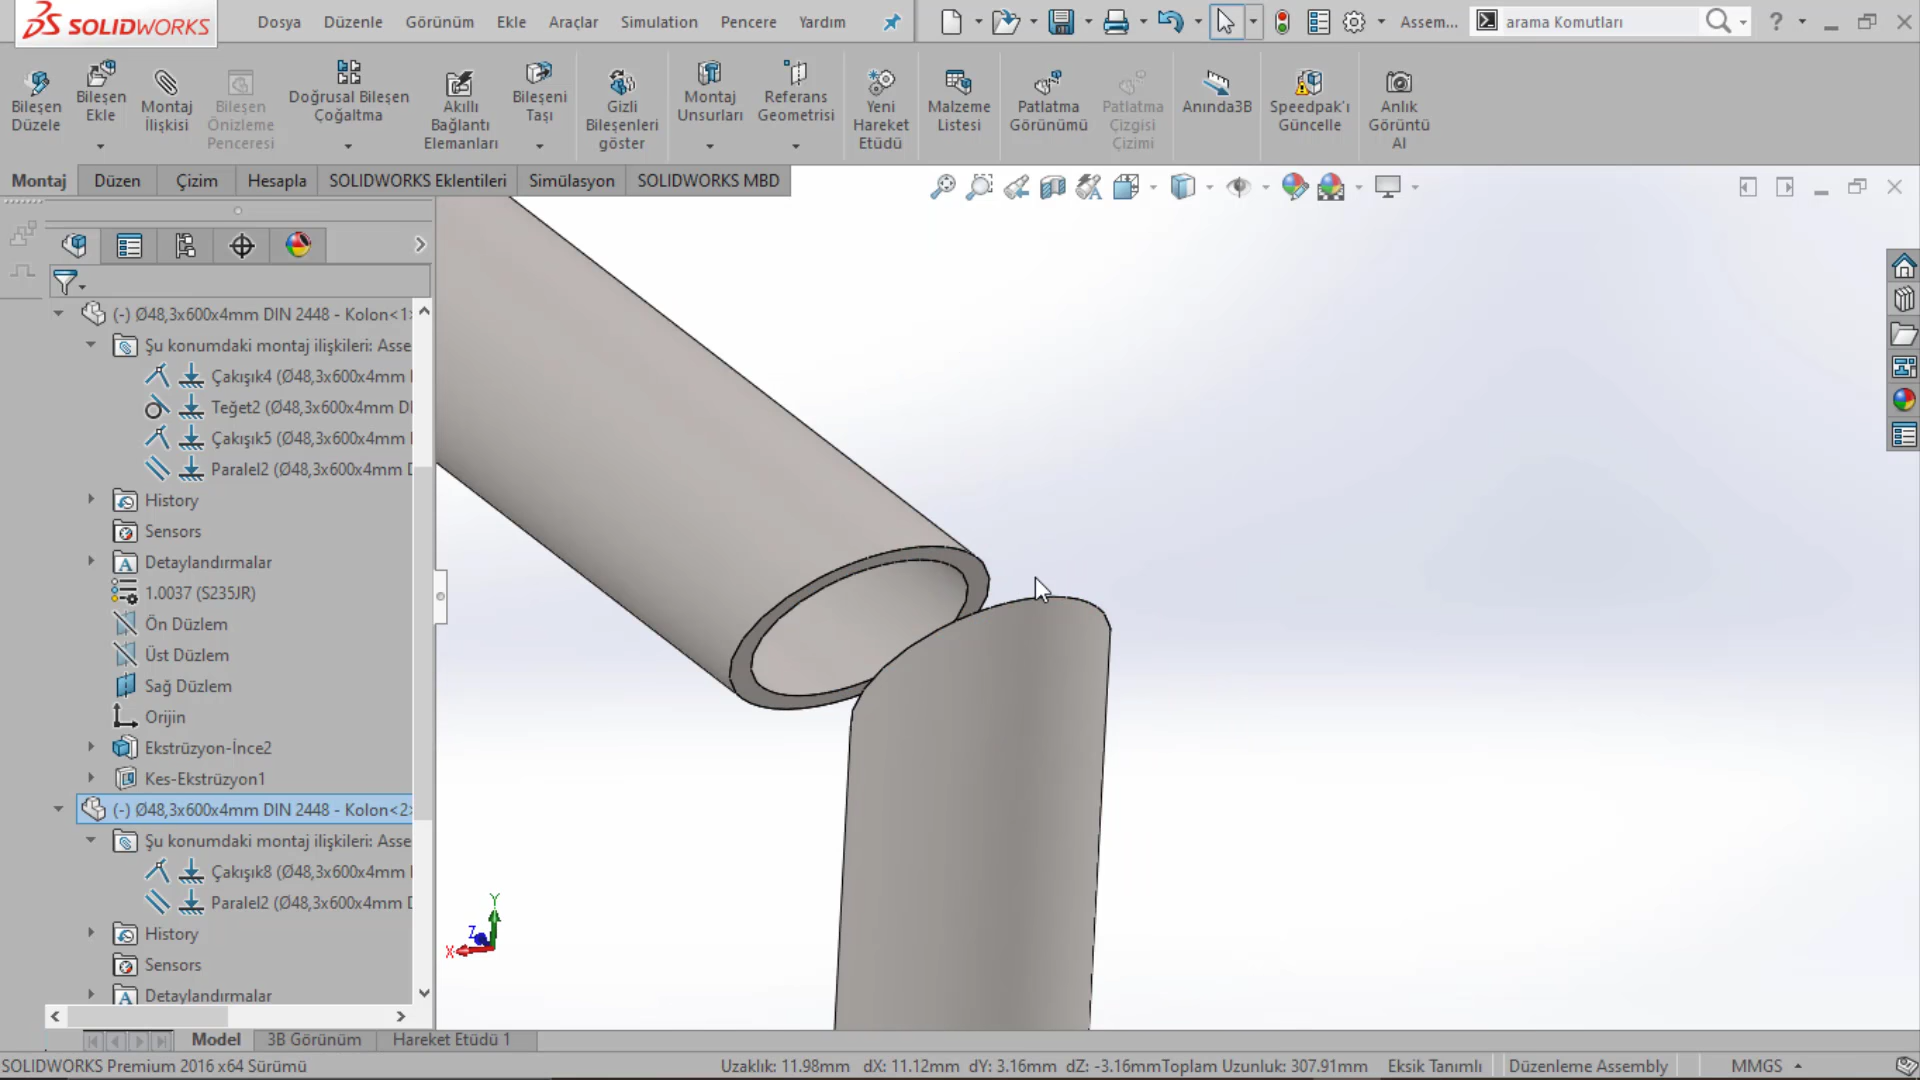 SOLIDWORKS
Dosya Düzenle Görünüm Ekle Araçlar Simulation Pencere Yardım
Assem...
arama Komutları
Bileşen Düzele
Bileşen Ekle
Montaj İlişkisi
Bileşen Önizleme Penceresi
Doğrusal Bileşen Çoğaltma
Akıllı Bağlantı Elemanları
Bileşeni Taşı
Gizli Bileşenleri göster
Montaj Unsurları
Referans Geometrisi
Yeni Hareket Etüdü
Malzeme Listesi
Patlatma Görünümü
Patlatma Çizgisi Çizimi
Anında3B
Speedpak'ı Güncelle
Anlık Görüntü Al
Montaj Düzen Çizim Hesapla SOLIDWORKS Eklentileri Simülasyon SOLIDWORKS MBD
(-) Ø48,3x600x4mm DIN 2448 - Kolon<1>
Şu konumdaki montaj ilişkileri: Asse
Çakışık4 (Ø48,3x600x4mm
Teğet2 (Ø48,3x600x4mm DI
Çakışık5 (Ø48,3x600x4mm
Paralel2 (Ø48,3x600x4mm D
History
Sensors
Detaylandırmalar
1.0037 (S235JR)
Ön Düzlem
Üst Düzlem
Sağ Düzlem
Orijin
Ekstrüzyon-İnce2
Kes-Ekstrüzyon1
(-) Ø48,3x600x4mm DIN 2448 - Kolon<2>
Şu konumdaki montaj ilişkileri: Asse
Çakışık8 (Ø48,3x600x4mm
Paralel2 (Ø48,3x600x4mm D
History
Sensors
Detaylandırmalar
Y
Z
X
Model 3B Görünüm Hareket Etüdü 1
SOLIDWORKS Premium 2016 x64 Sürümü
Uzaklık: 11.98mm dX: 11.12mm dY: 3.16mm dZ: -3.16mmToplam Uzunluk: 307.91mm Eksik Tanımlı Düzenleme Assembly MMGS